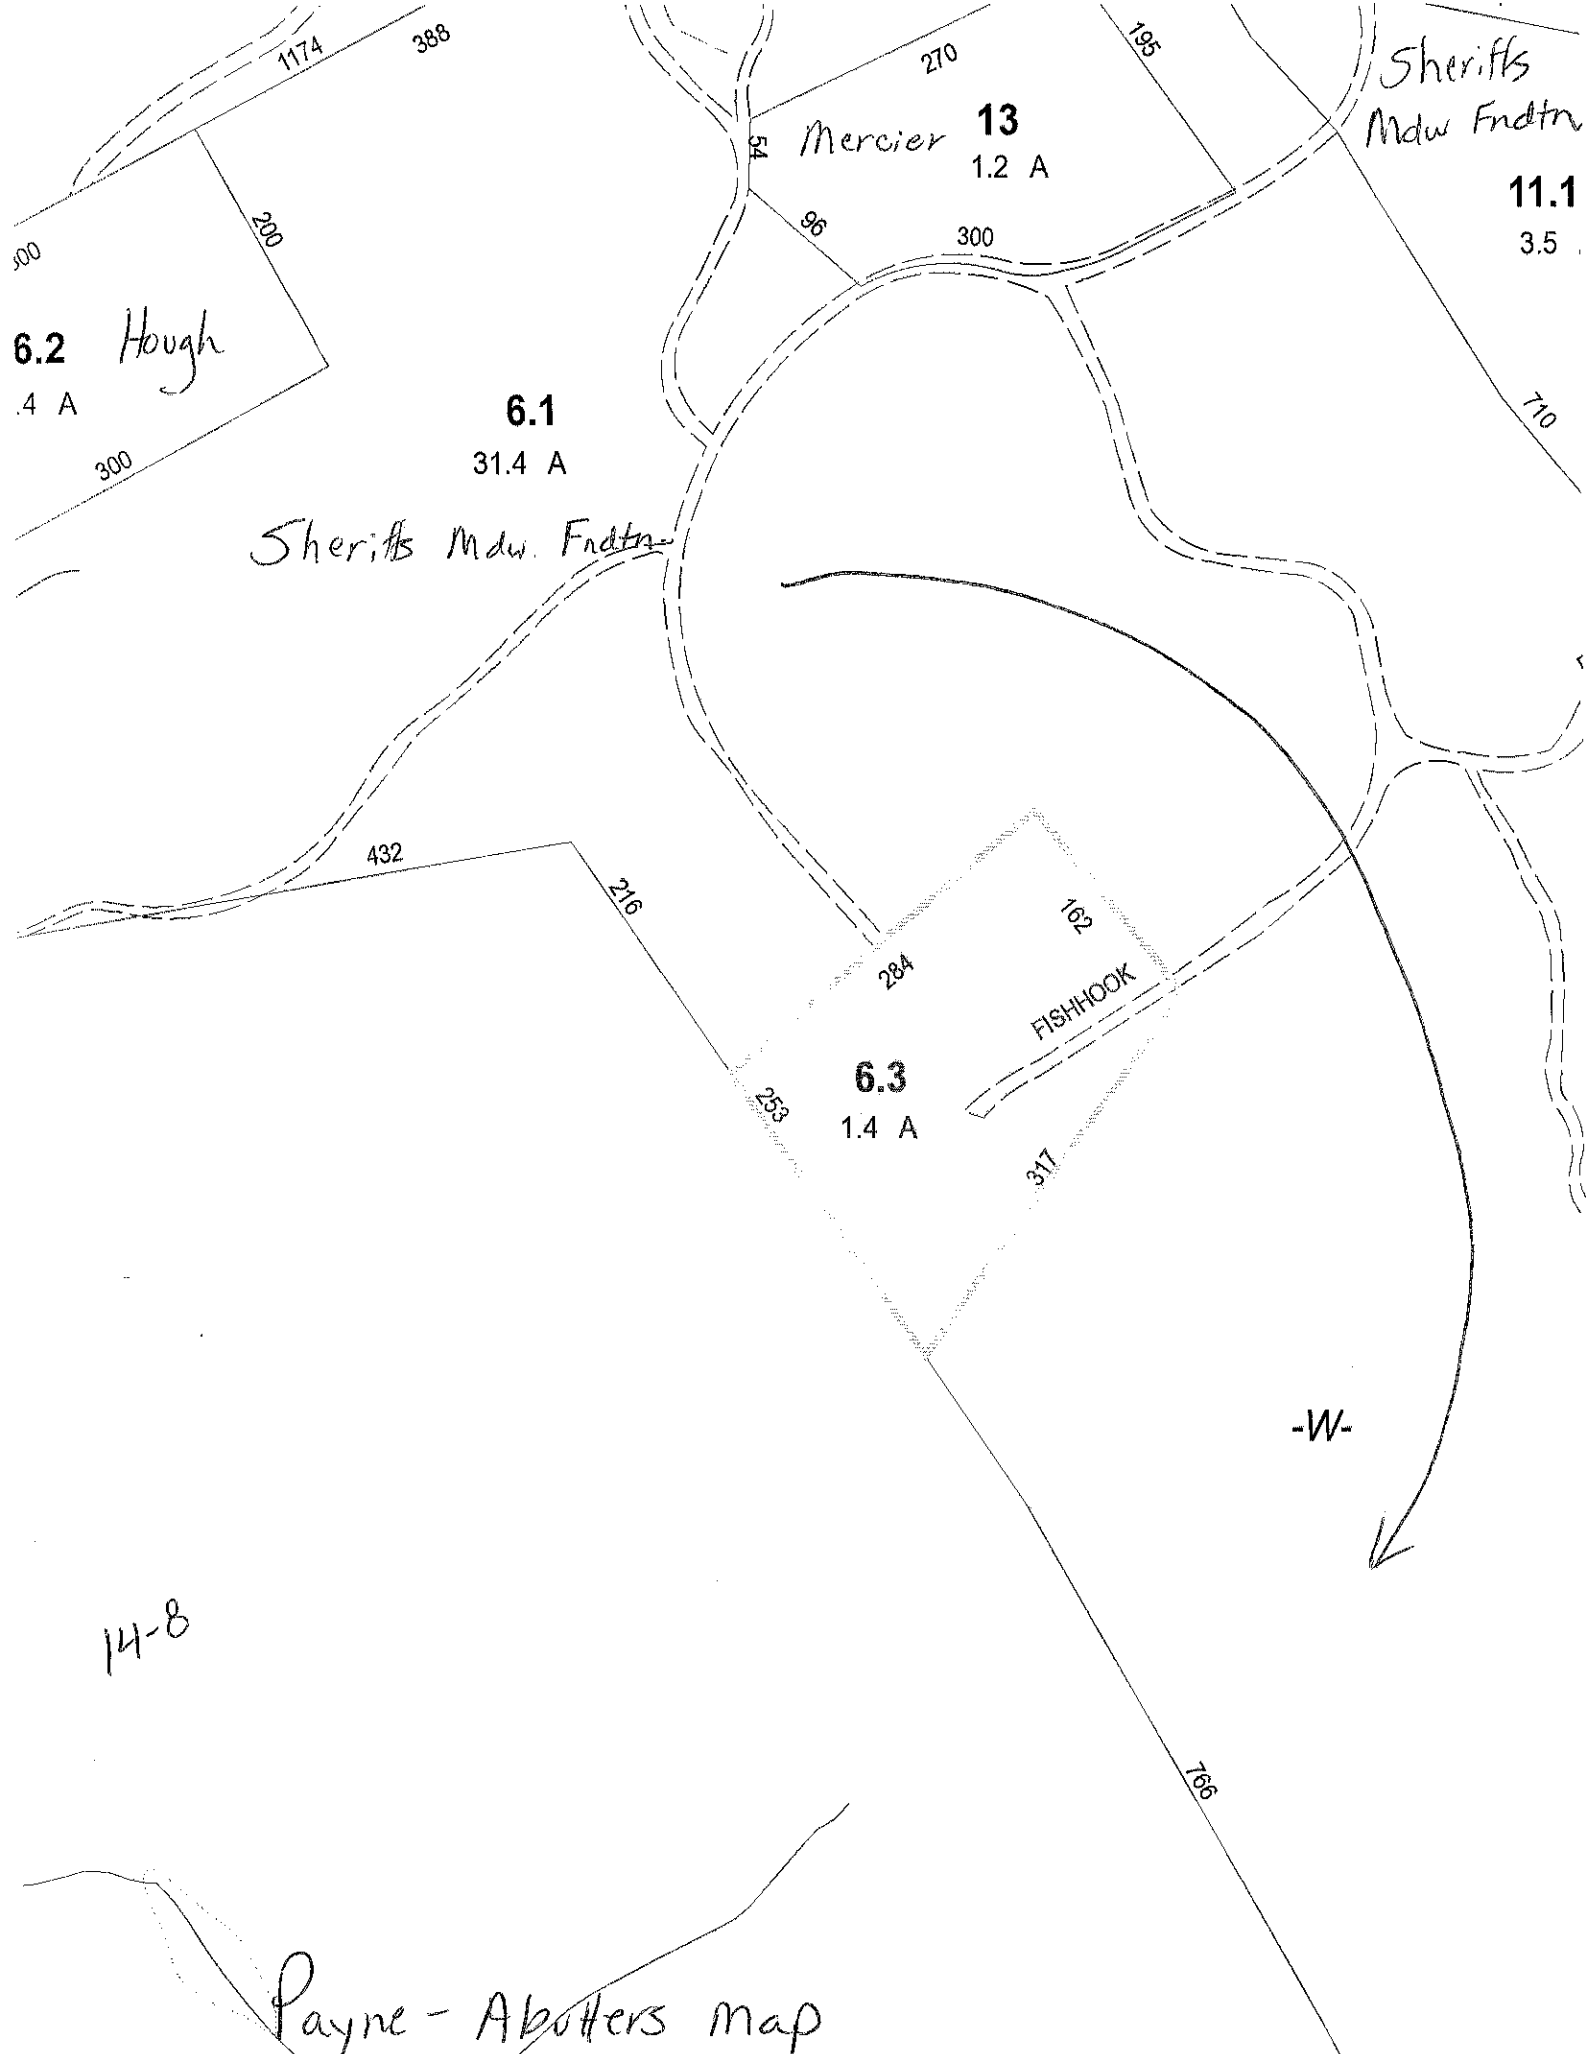 1174
388
270
195
Sheriffs
Mdw Fndtn
Mercier 13
1.2 A
54
11.1
3.5
96
300
200
6.2 Hough
.4 A
300
6.1
31.4 A
710
Sheriffs Mdw. Fndtn
432
216
162
284
FISHHOOK
6.3
1.4 A
253
317
-W-
14-8
766
Payne - Abutters Map